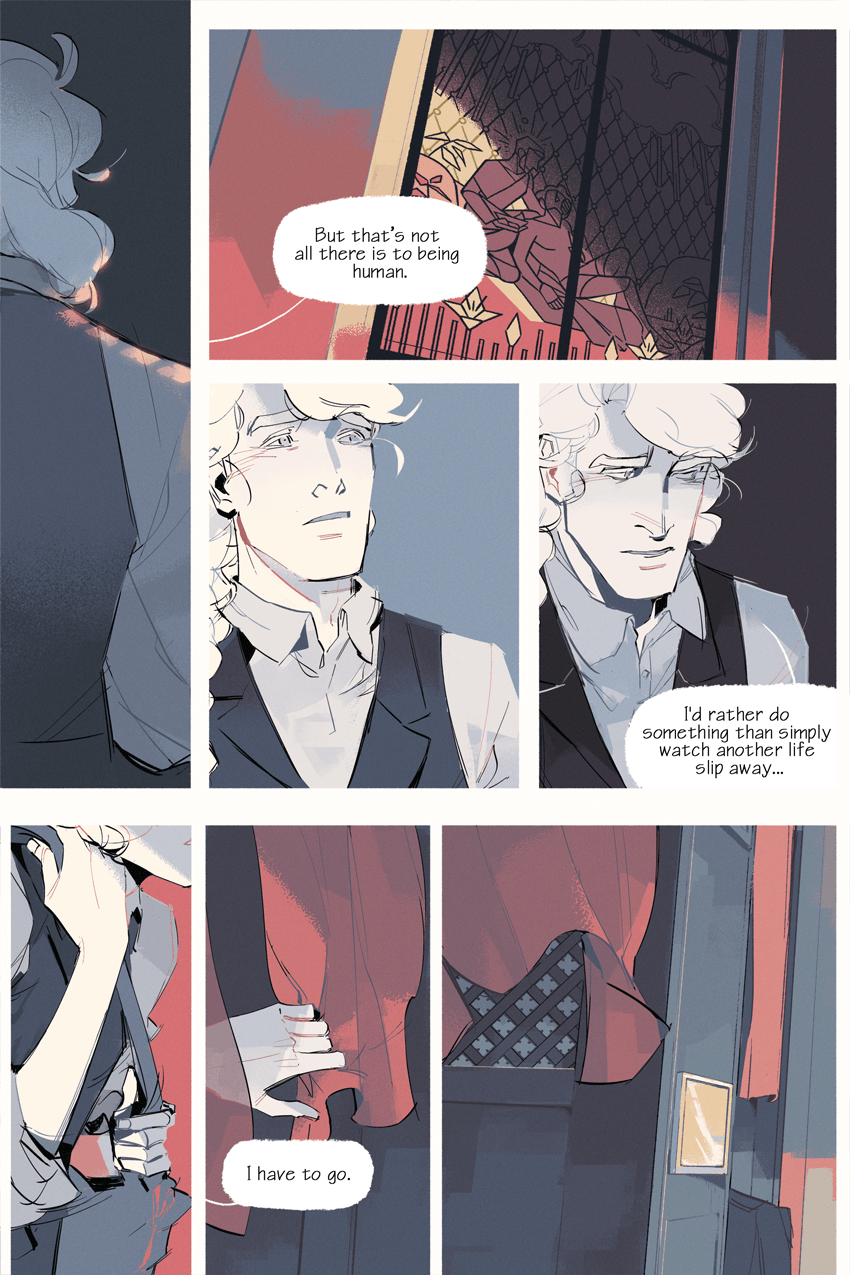 But that's not
all there is to being
human.
I'd rather do
something than simply
watch another life
slip away...
I have to go.